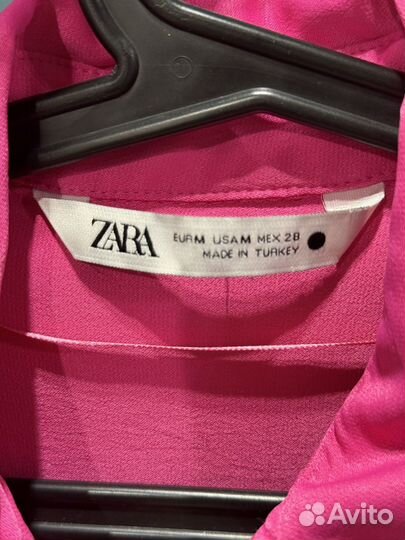 ZARA
EUR M USA M MEX 28
MADE IN TURKEY
Avito